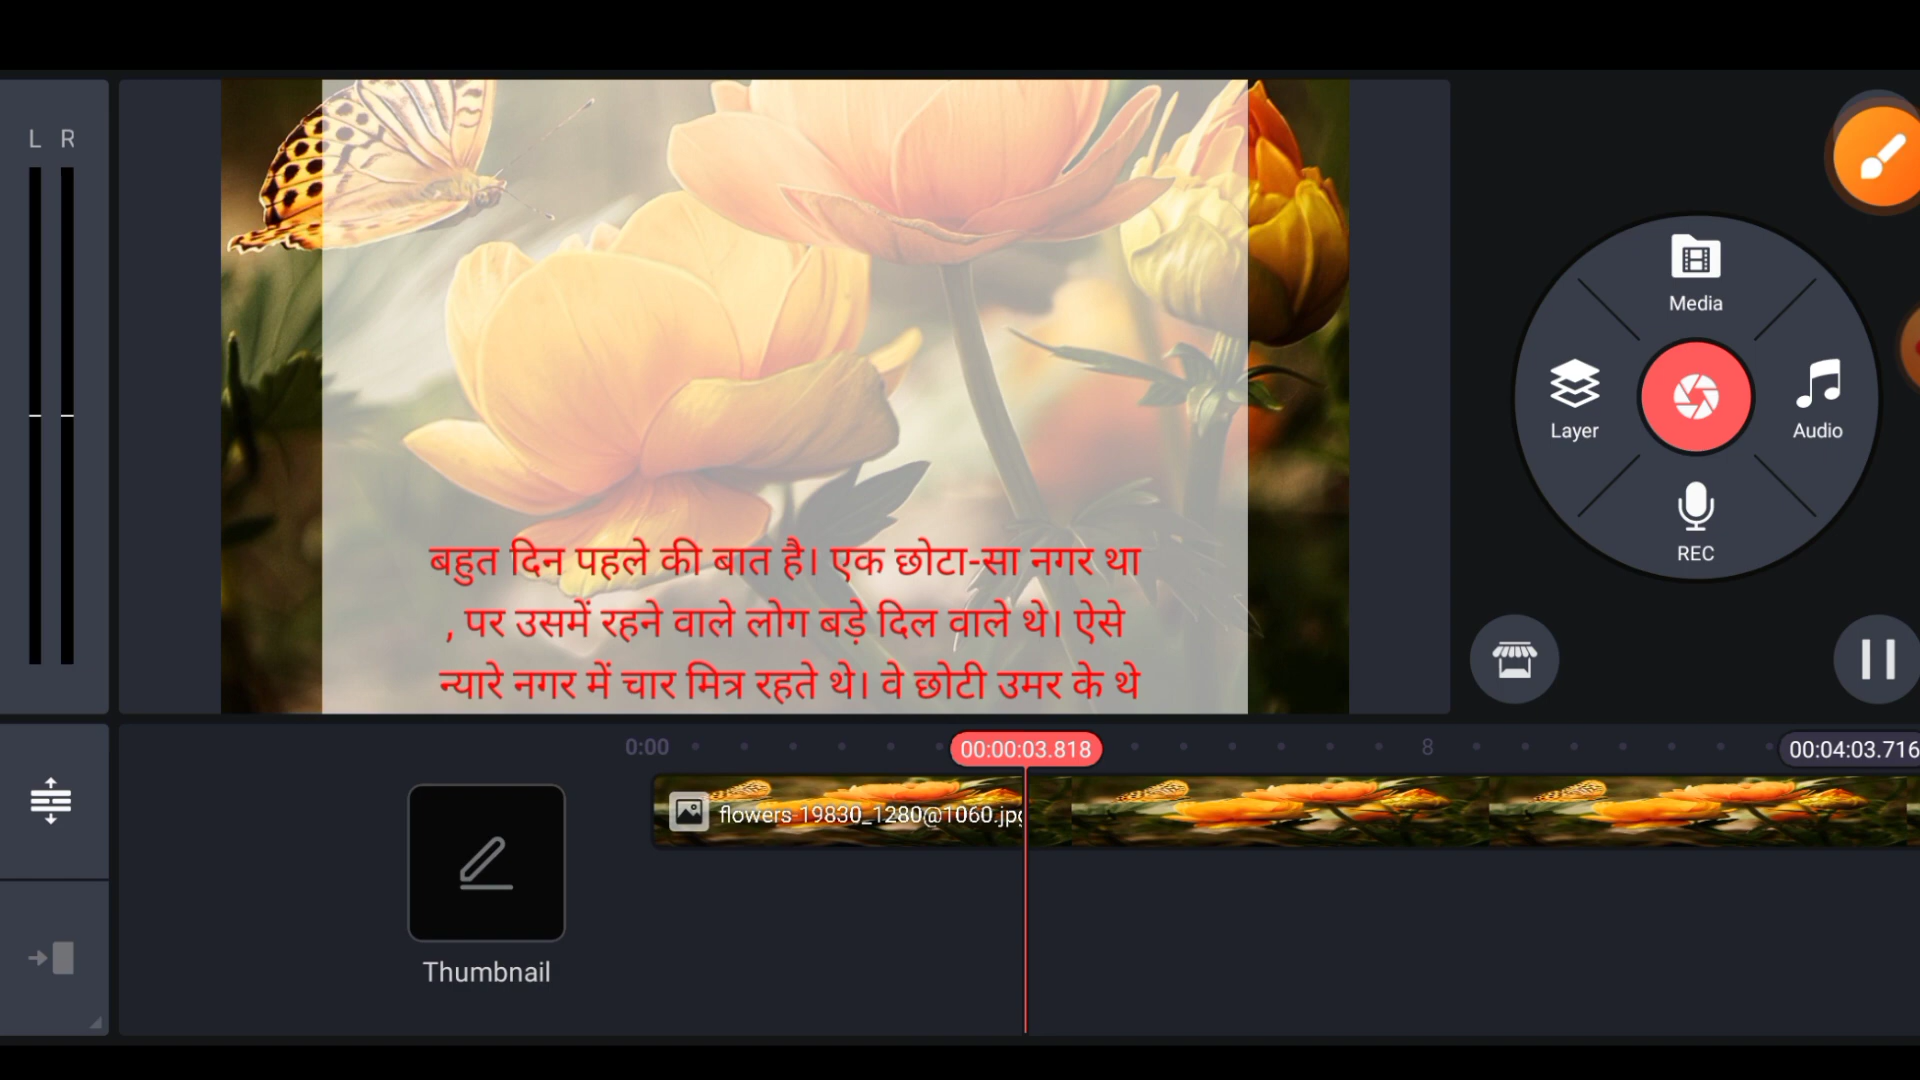 L R
बहुत दिन पहले की बात है। एक छोटा-सा नगर था
, पर उसमें रहने वाले लोग बड़े दिल वाले थे। ऐसे
न्यारे नगर में चार मित्र रहते थे। वे छोटी उमर के थे
Media
Layer
Audio
REC
0:00
00:00:03.818
8
00:04:03.716
flowers-19830_1280@1060.jpg
Thumbnail